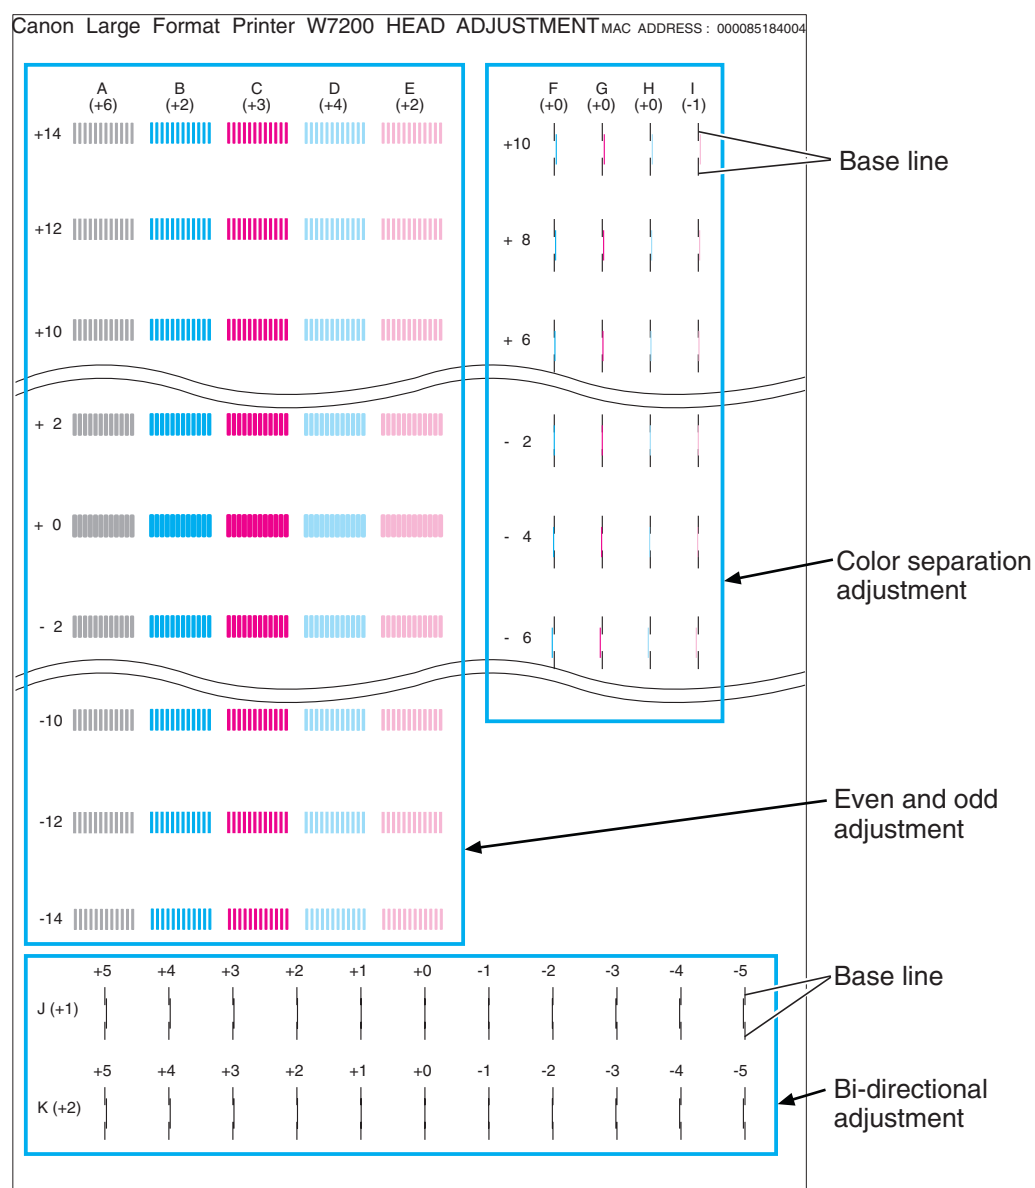 Canon Large Format Printer W7200 HEAD ADJUSTMENT MAC ADDRESS : 000085184004
A B C D E
(+6) (+2) (+3) (+4) (+2)
+14
+12
+10
+ 2
+ 0
- 2
-10
-12
-14
F G H I
(+0) (+0) (+0) (-1)
+10
+ 8
+ 6
- 2
- 4
- 6
Base line
Color separation
adjustment
Even and odd
adjustment
+5 +4 +3 +2 +1 +0 -1 -2 -3 -4 -5
J (+1)
Base line
+5 +4 +3 +2 +1 +0 -1 -2 -3 -4 -5
K (+2)
Bi-directional
adjustment